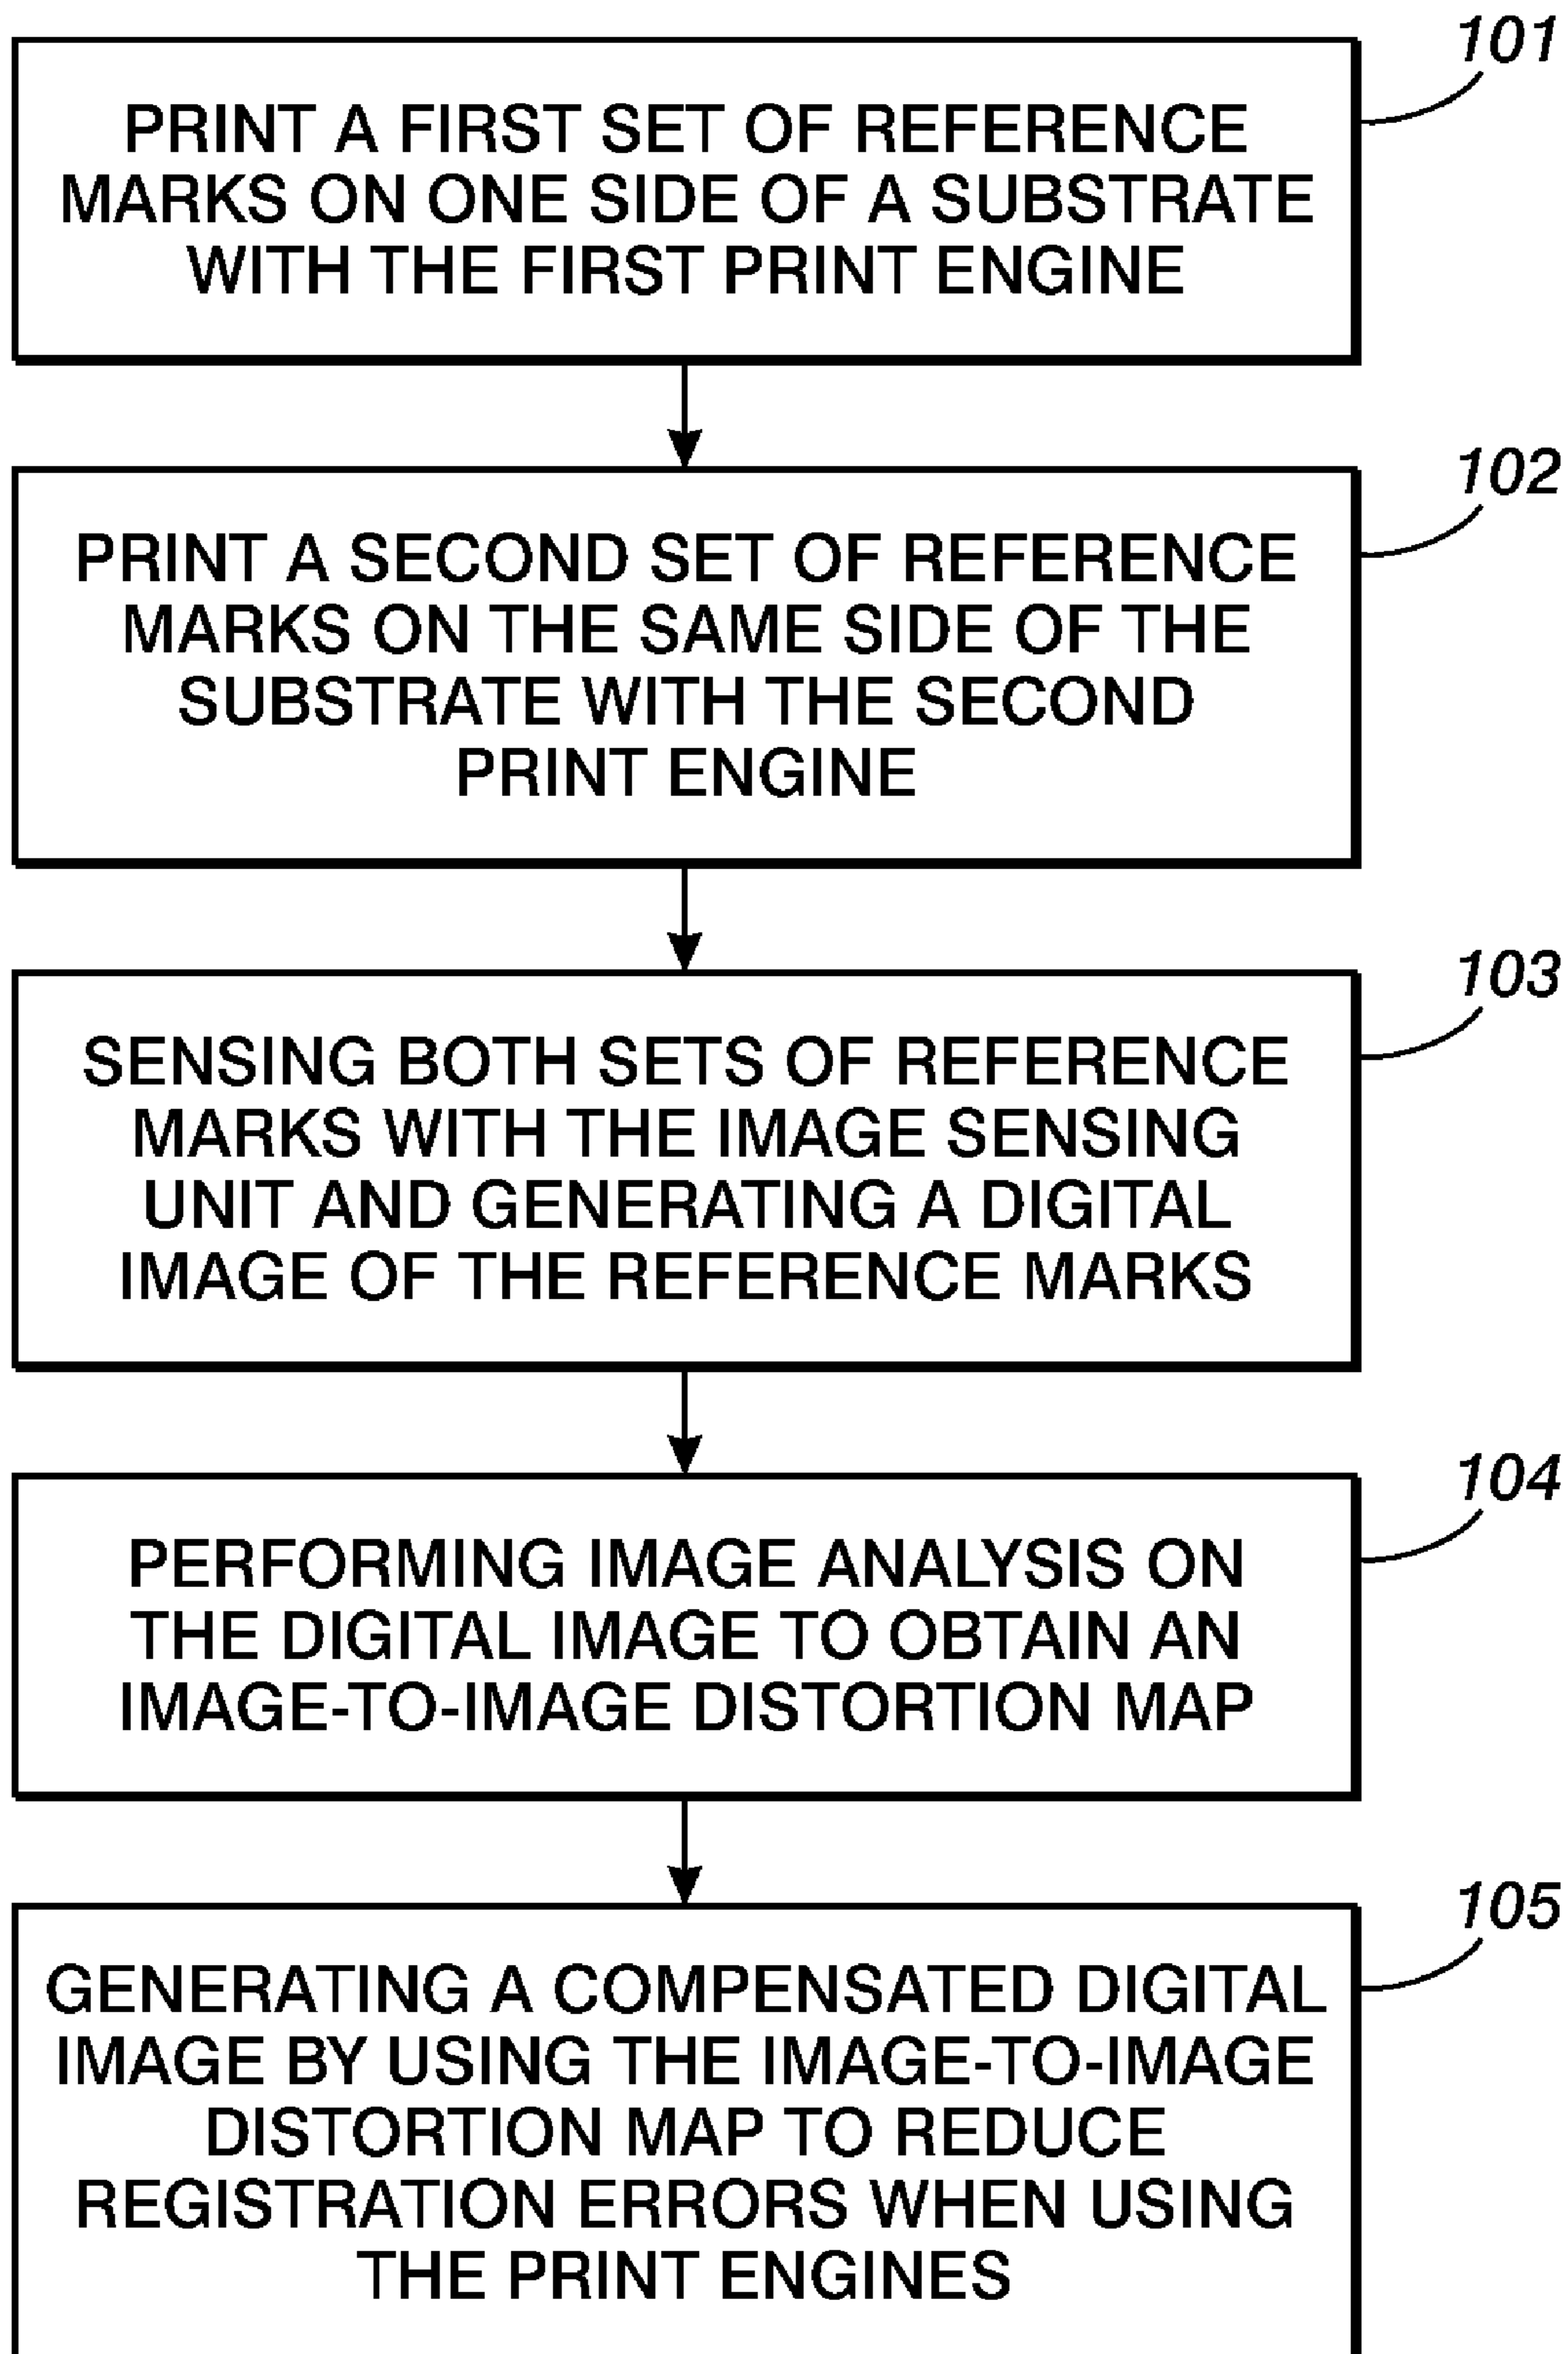 101
PRINT A FIRST SET OF REFERENCE
MARKS ON ONE SIDE OF A SUBSTRATE
WITH THE FIRST PRINT ENGINE
102
PRINT A SECOND SET OF REFERENCE
MARKS ON THE SAME SIDE OF THE
SUBSTRATE WITH THE SECOND
PRINT ENGINE
103
SENSING BOTH SETS OF REFERENCE
MARKS WITH THE IMAGE SENSING
UNIT AND GENERATING A DIGITAL
IMAGE OF THE REFERENCE MARKS
104
PERFORMING IMAGE ANALYSIS ON
THE DIGITAL IMAGE TO OBTAIN AN
IMAGE-TO-IMAGE DISTORTION MAP
105
GENERATING A COMPENSATED DIGITAL
IMAGE BY USING THE IMAGE-TO-IMAGE
DISTORTION MAP TO REDUCE
REGISTRATION ERRORS WHEN USING
THE PRINT ENGINES